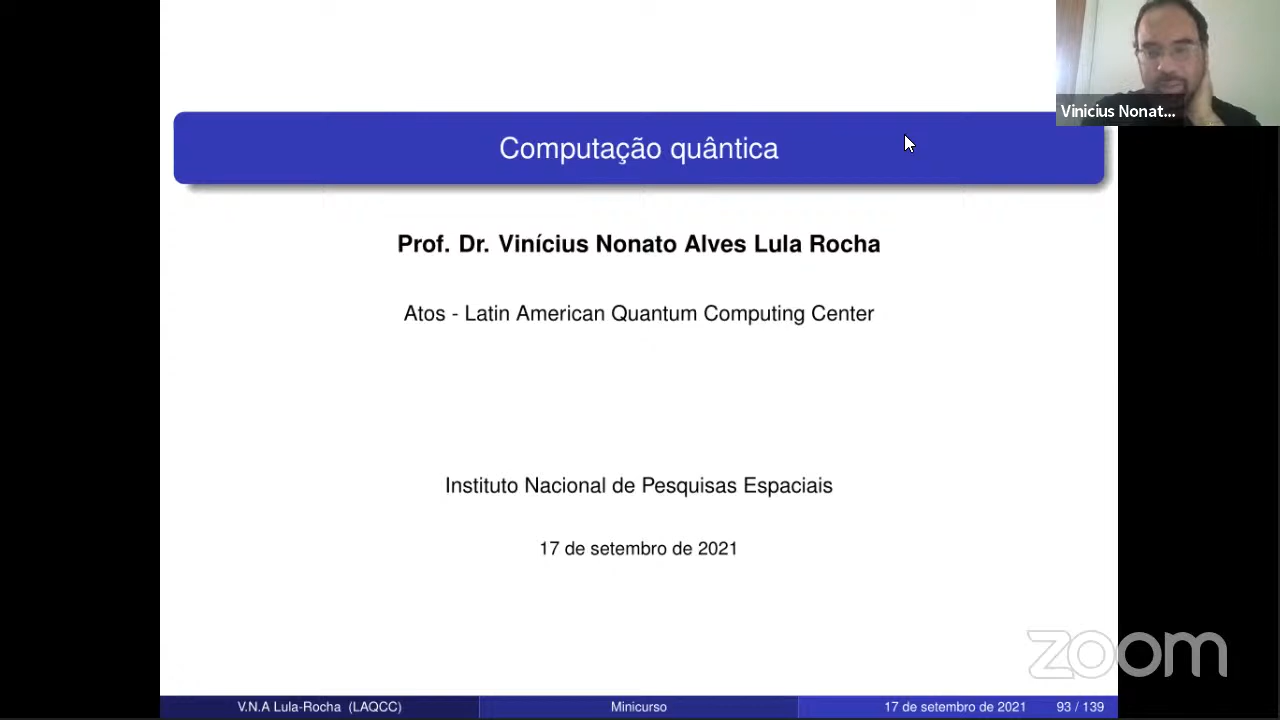 Vinicius Nonat...
Computação quântica
Prof. Dr. Vinícius Nonato Alves Lula Rocha
Atos - Latin American Quantum Computing Center
Instituto Nacional de Pesquisas Espaciais
17 de setembro de 2021
zoom
V.N.A Lula-Rocha (LAQCC)
Minicurso
17 de setembro de 2021
93 / 139